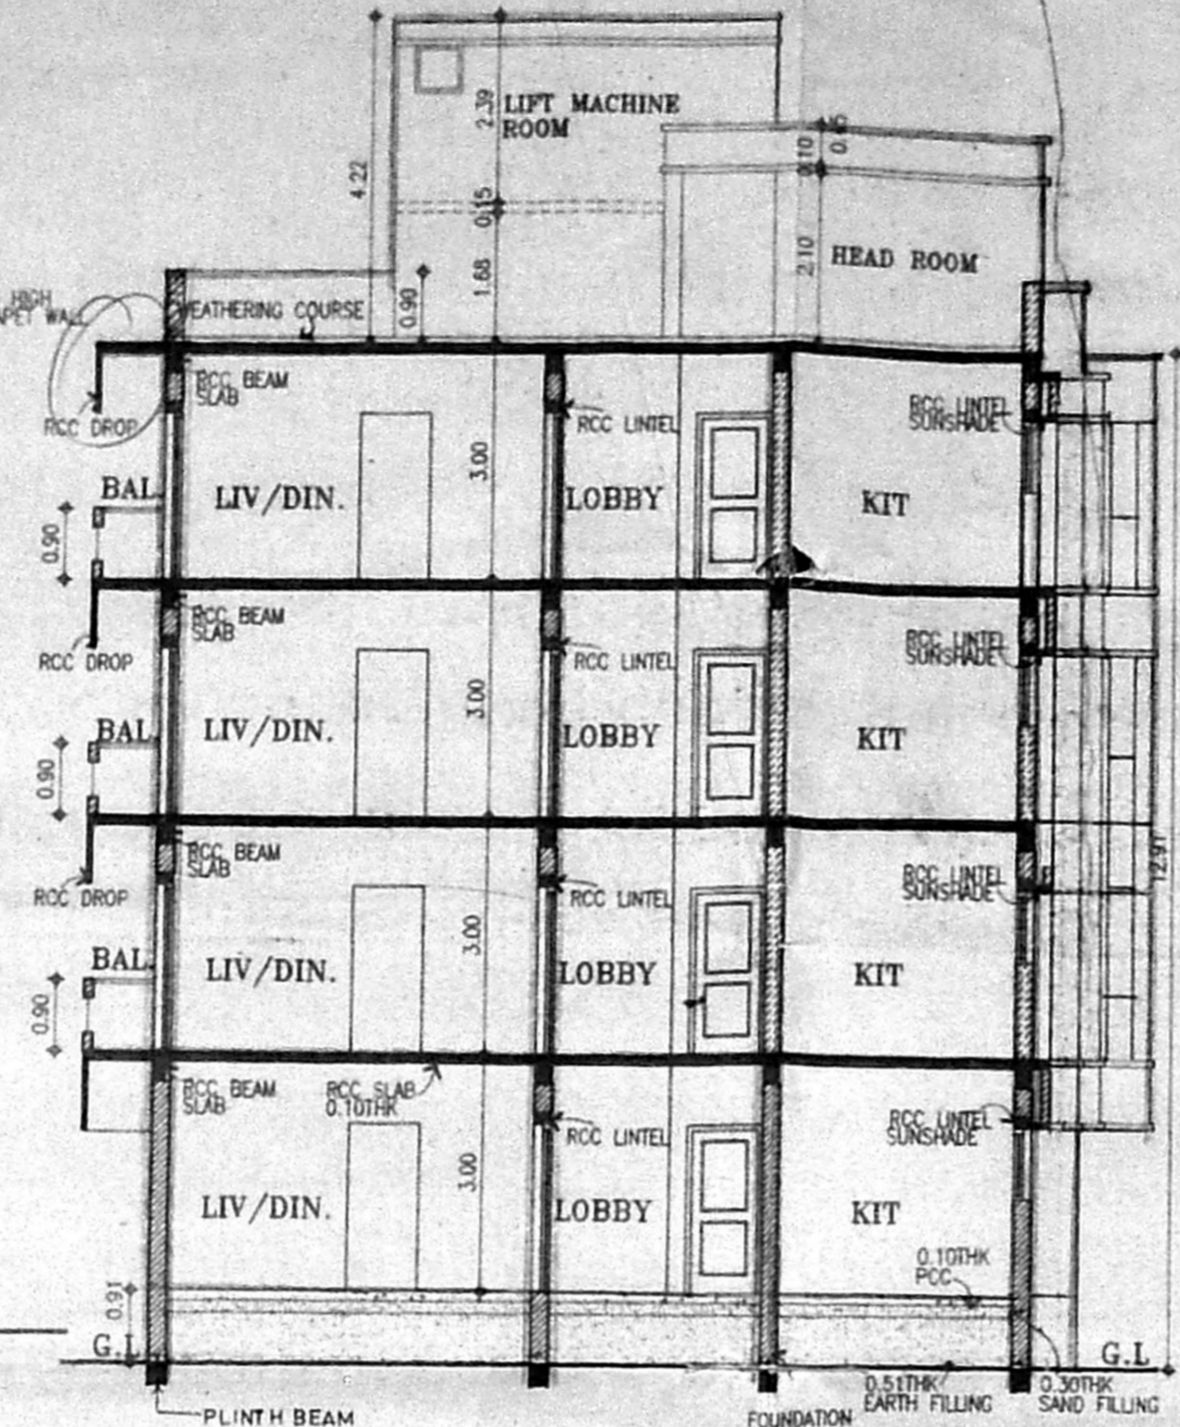 2.39
LIFT MACHINE
ROOM
4.22
0.15
1.68
0.10
2.10
HEAD ROOM
HIGH
WALL
WEATHERING COURSE
0.90
RCC BEAM
SLAB
RCC DROP
RCC LINTEL
RCC LINTEL
SUNSHADE
3.00
BAL.
LIV/DIN.
LOBBY
KIT
0.90
RCC BEAM
SLAB
RCC DROP
RCC LINTEL
RCC LINTEL
SUNSHADE
3.00
BAL.
LIV/DIN.
LOBBY
KIT
0.90
12.91
RCC BEAM
SLAB
RCC DROP
RCC LINTEL
RCC LINTEL
SUNSHADE
3.00
BAL.
LIV/DIN.
LOBBY
KIT
0.90
RCC BEAM
SLAB
RCC SLAB
0.10THK
RCC LINTEL
RCC LINTEL
SUNSHADE
3.00
LIV/DIN.
LOBBY
KIT
0.10THK
PCC
0.91
G.L
G.L
0.51THK
EARTH FILLING
0.30THK
SAND FILLING
PLINTH BEAM
FOUNDATION